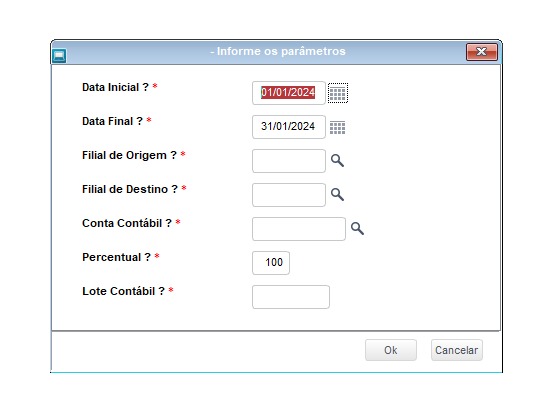 - Informe os parâmetros
Data Inicial ? * 01/01/2024
Data Final ? * 31/01/2024
Filial de Origem ? *
Filial de Destino ? *
Conta Contábil ? *
Percentual ? * 100
Lote Contábil ? *
Ok Cancelar